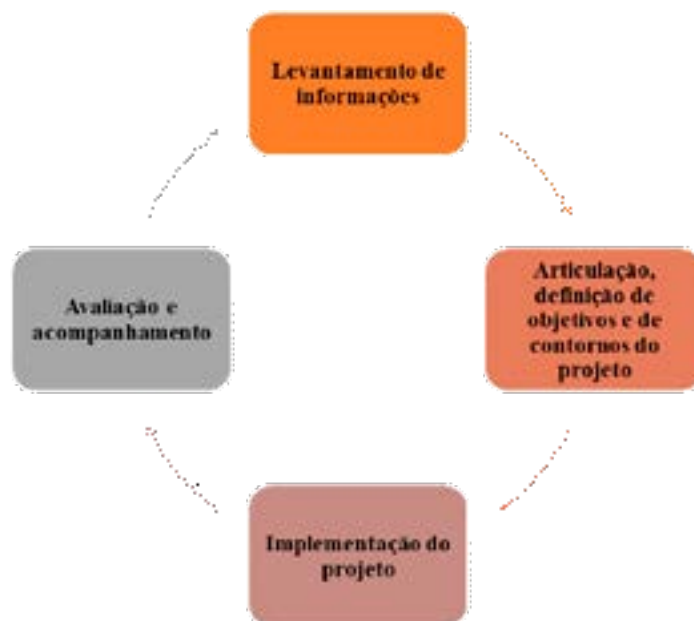 Levantamento de
informações
Articulação,
definição de
objetivos e de
contornos do
projeto
Implementação do
projeto
Avaliação e
acompanhamento